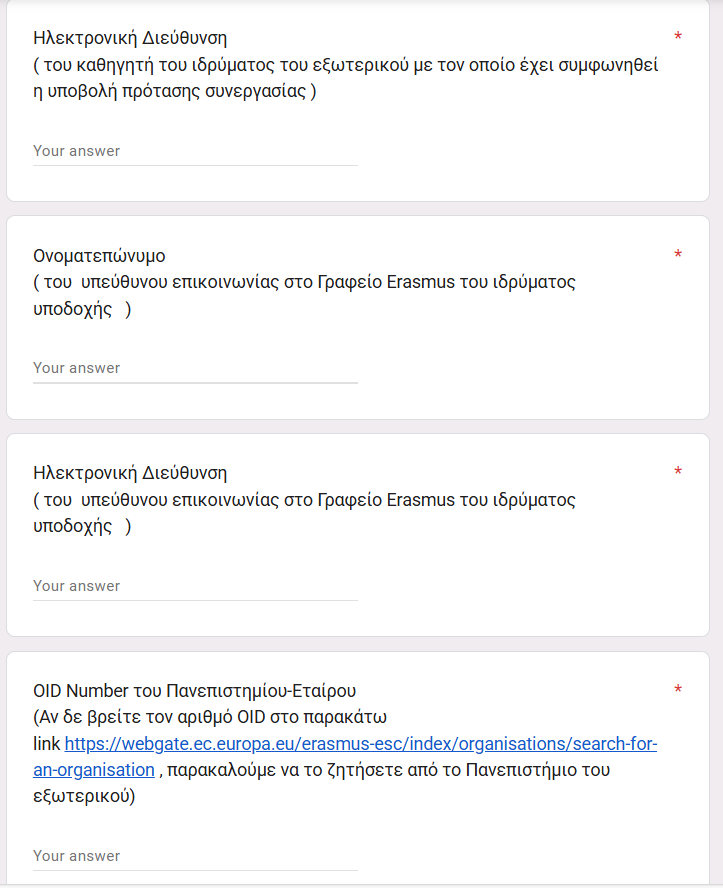 Ηλεκτρονική Διεύθυνση *
( του καθηγητή του ιδρύματος του εξωτερικού με τον οποίο έχει συμφωνηθεί
η υποβολή πρότασης συνεργασίας )
Your answer
Ονοματεπώνυμο *
( του υπεύθυνου επικοινωνίας στο Γραφείο Erasmus του ιδρύματος
υποδοχής )
Your answer
Ηλεκτρονική Διεύθυνση *
( του υπεύθυνου επικοινωνίας στο Γραφείο Erasmus του ιδρύματος
υποδοχής )
Your answer
OID Number του Πανεπιστημίου-Εταίρου *
(Αν δε βρείτε τον αριθμό OID στο παρακάτω
link https://webgate.ec.europa.eu/erasmus-esc/index/organisations/search-for-
an-organisation , παρακαλούμε να το ζητήσετε από το Πανεπιστήμιο του
εξωτερικού)
Your answer